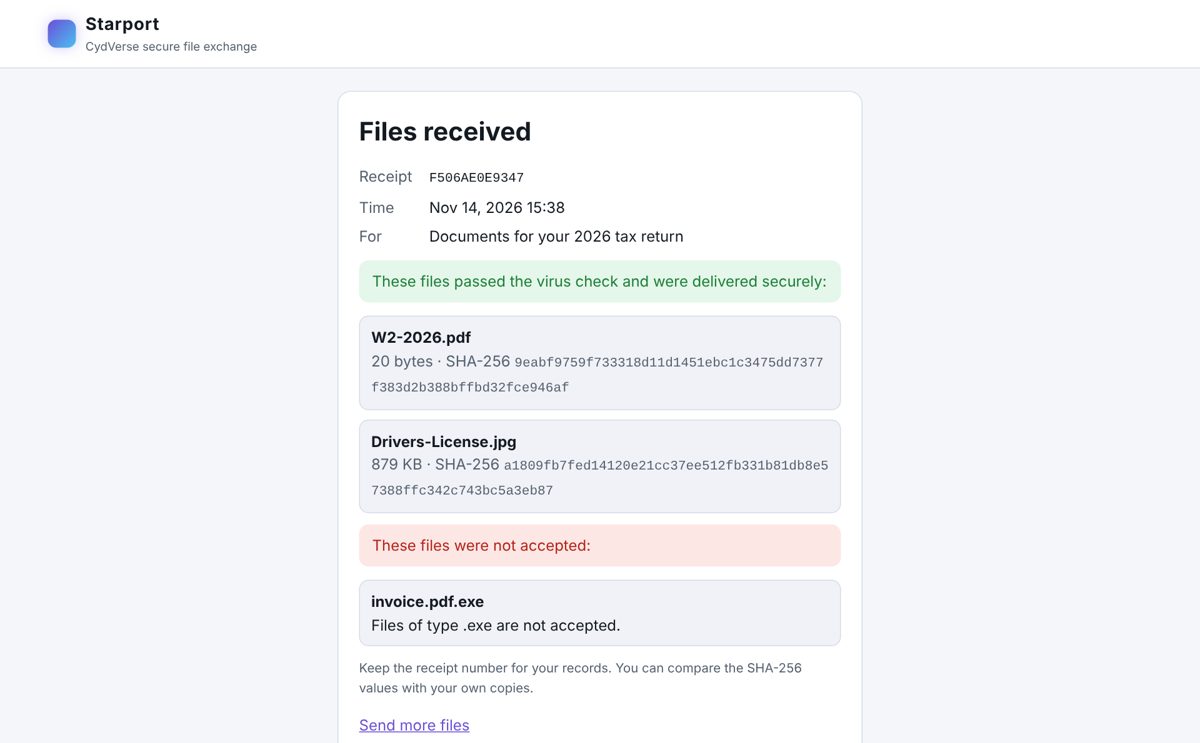 Starport
CydVerse secure file exchange
Files received
Receipt F506AE0E9347
Time Nov 14, 2026 15:38
For Documents for your 2026 tax return
These files passed the virus check and were delivered securely:
W2-2026.pdf
20 bytes · SHA-256 9eabf9759f733318d11d1451ebc1c3475dd7377
f383d2b388bffbd32fce946af
Drivers-License.jpg
879 KB · SHA-256 a1809fb7fed14120e21cc37ee512fb331b81db8e5
7388ffc342c743bc5a3eb87
These files were not accepted:
invoice.pdf.exe
Files of type .exe are not accepted.
Keep the receipt number for your records. You can compare the SHA-256
values with your own copies.
Send more files